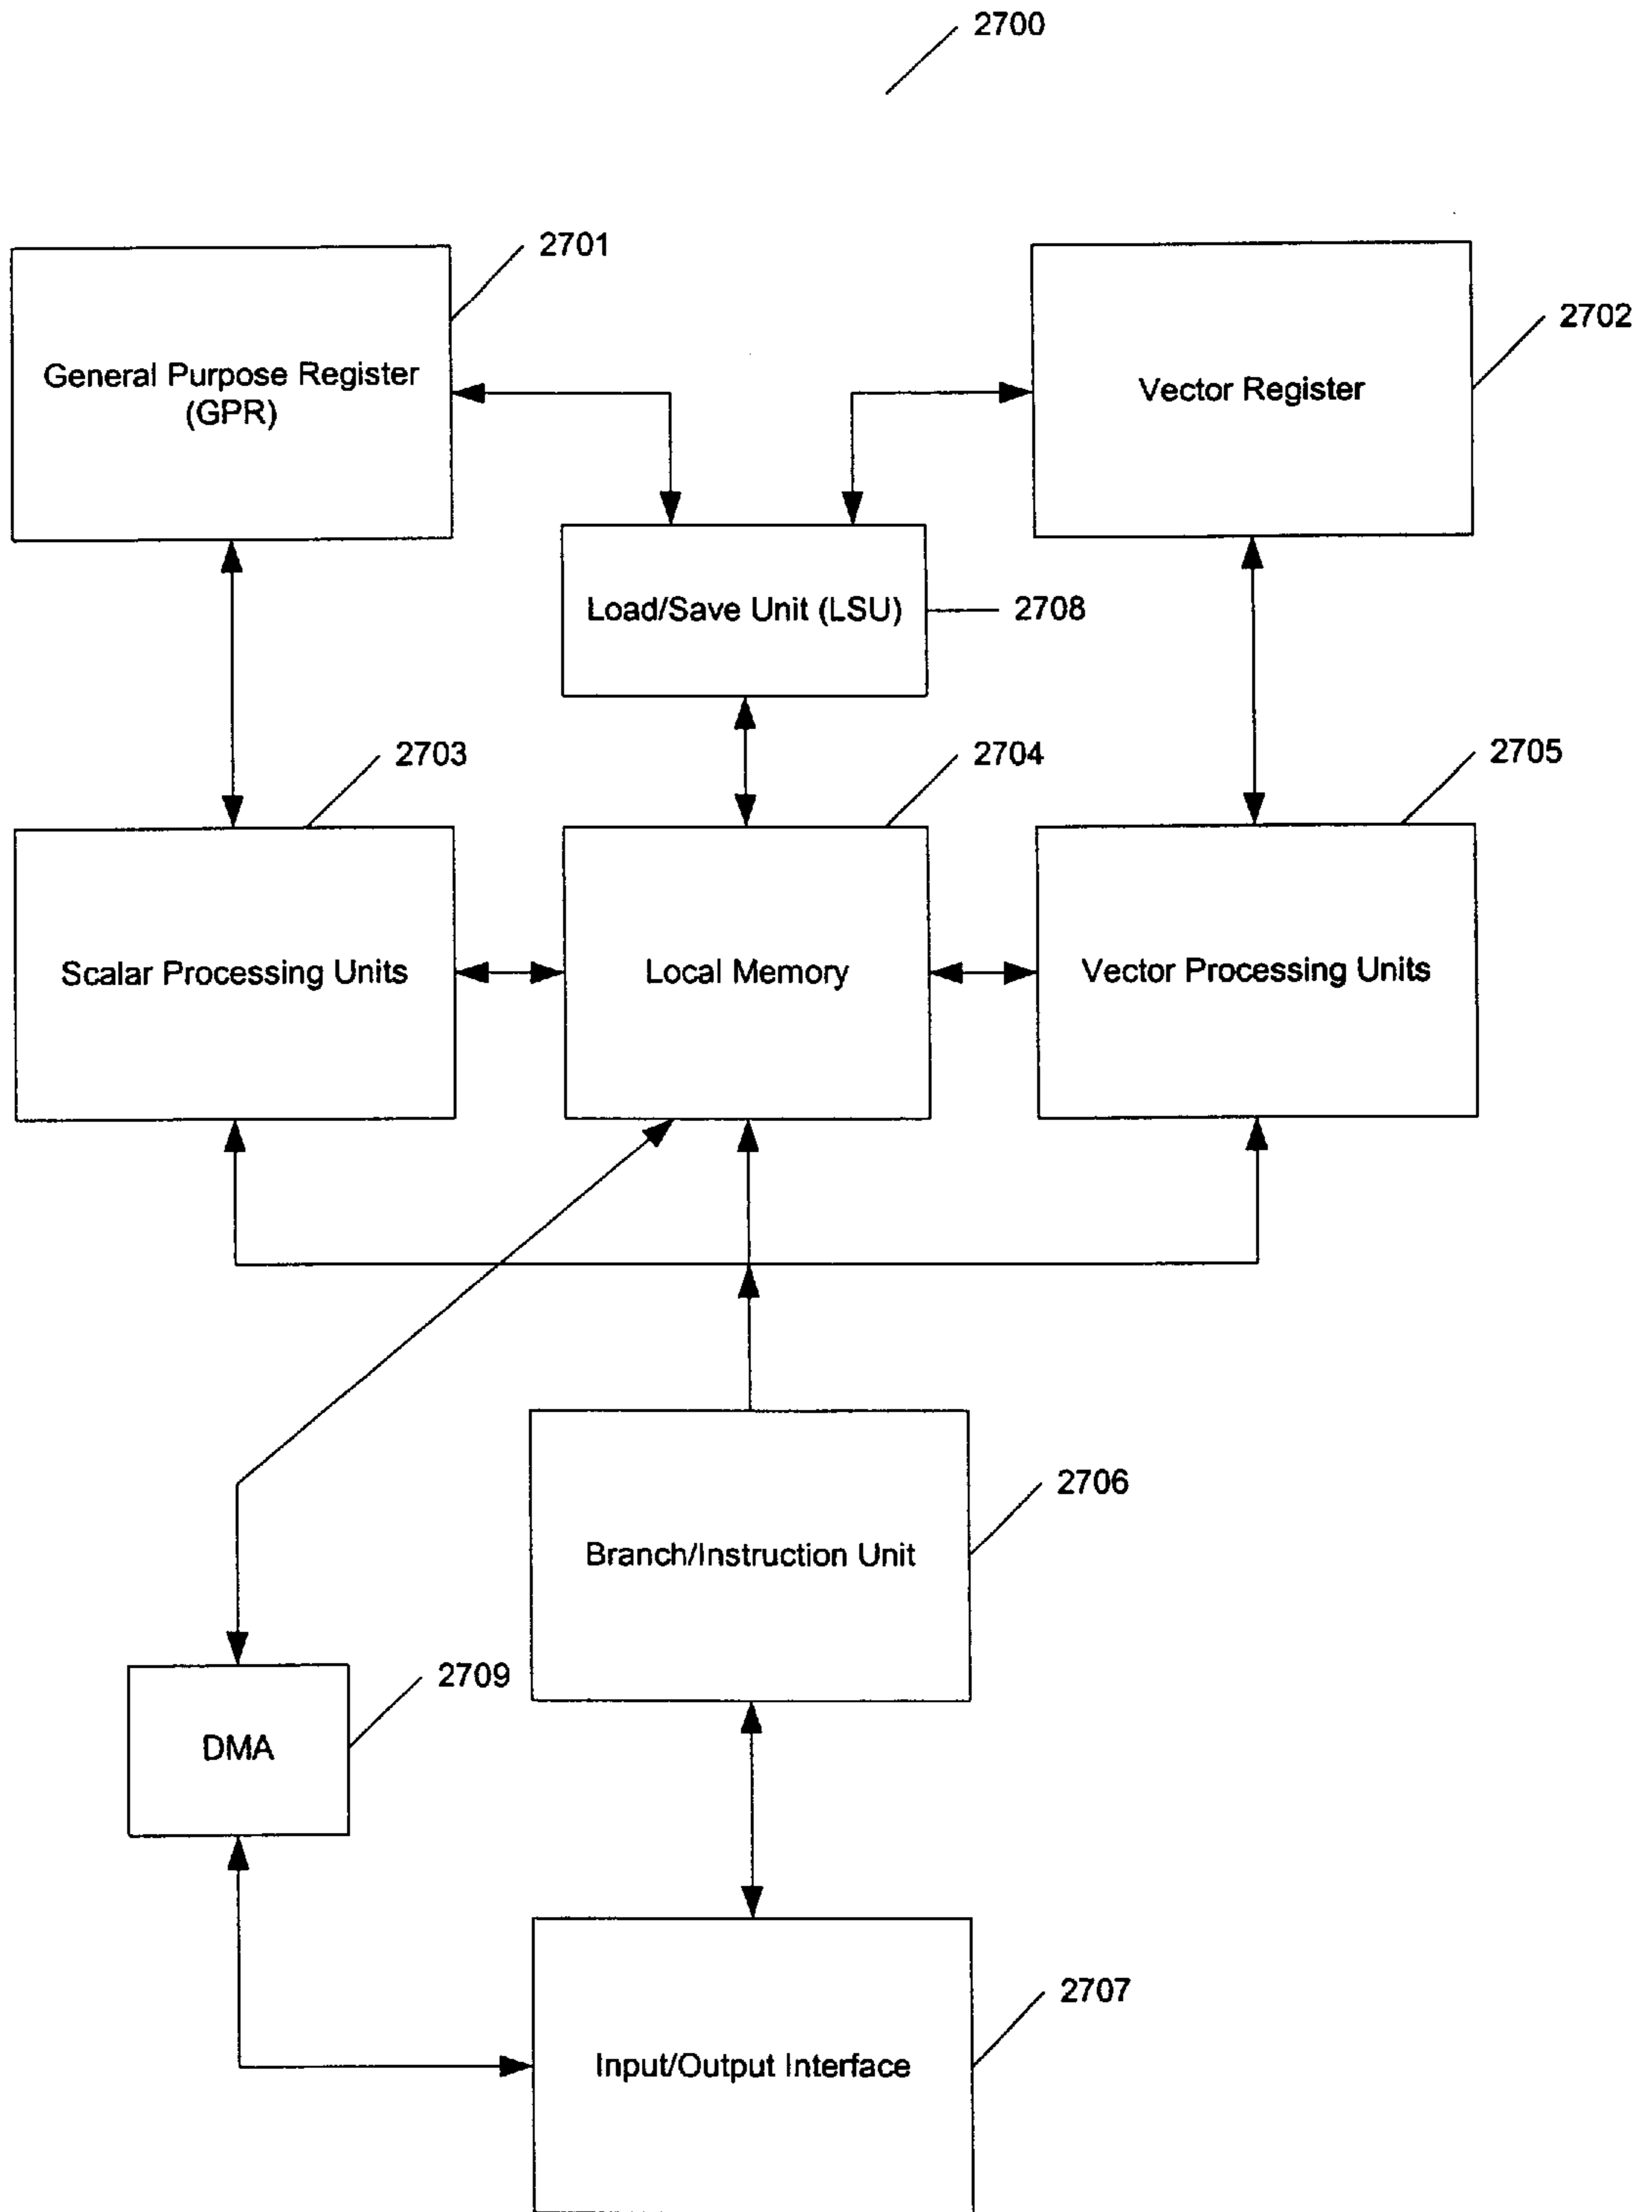 2700
2701
2702
General Purpose Register
(GPR)
Vector Register
Load/Save Unit (LSU)
2708
2703
2704
2705
Scalar Processing Units
Local Memory
Vector Processing Units
2706
Branch/Instruction Unit
2709
DMA
2707
Input/Output Interface